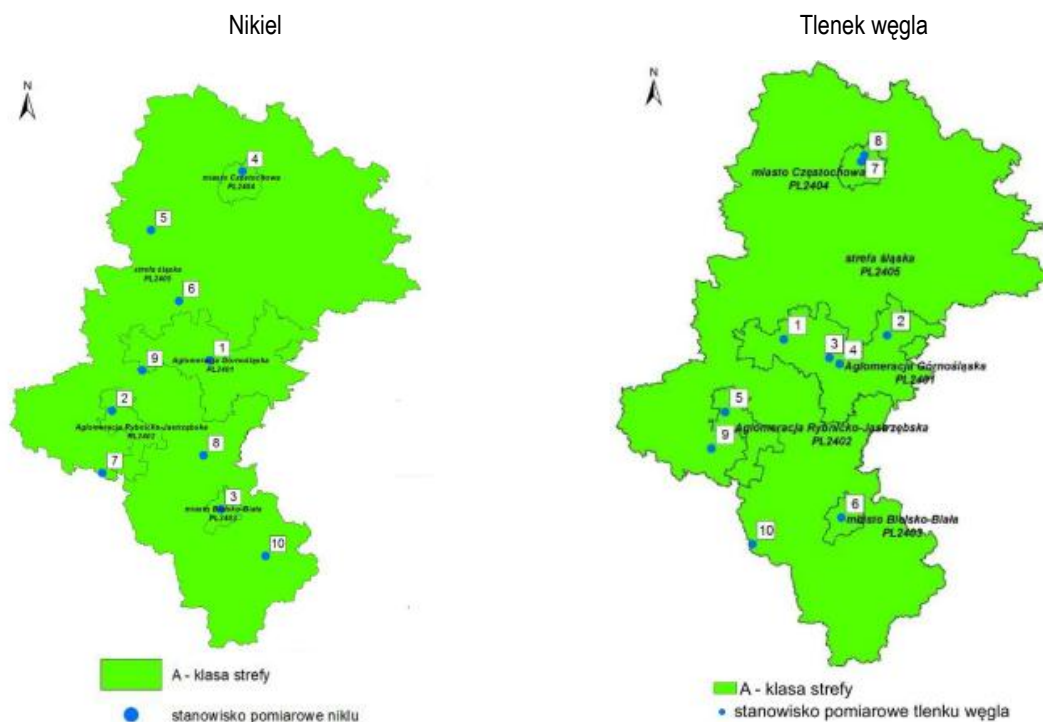 Nikiel
N
4
miasto Częstochowa
PL2404
5
strefa śląska
PL2405
6
1
Aglomeracja Górnośląska
PL2401
9
2
Aglomeracja Rybnicko-Jastrzębska
PL2402
8
7
3
miasto Bielsko-Biała
PL2403
10
A - klasa strefy
stanowisko pomiarowe niklu
Tlenek węgla
N
8
7
miasto Częstochowa
PL2404
strefa śląska
PL2405
1
2
3
4
Aglomeracja Górnośląska
PL2401
5
Aglomeracja Rybnicko-Jastrzębska
PL2402
9
6
miasto Bielsko-Biała
PL2403
10
A - klasa strefy
stanowisko pomiarowe tlenku węgla